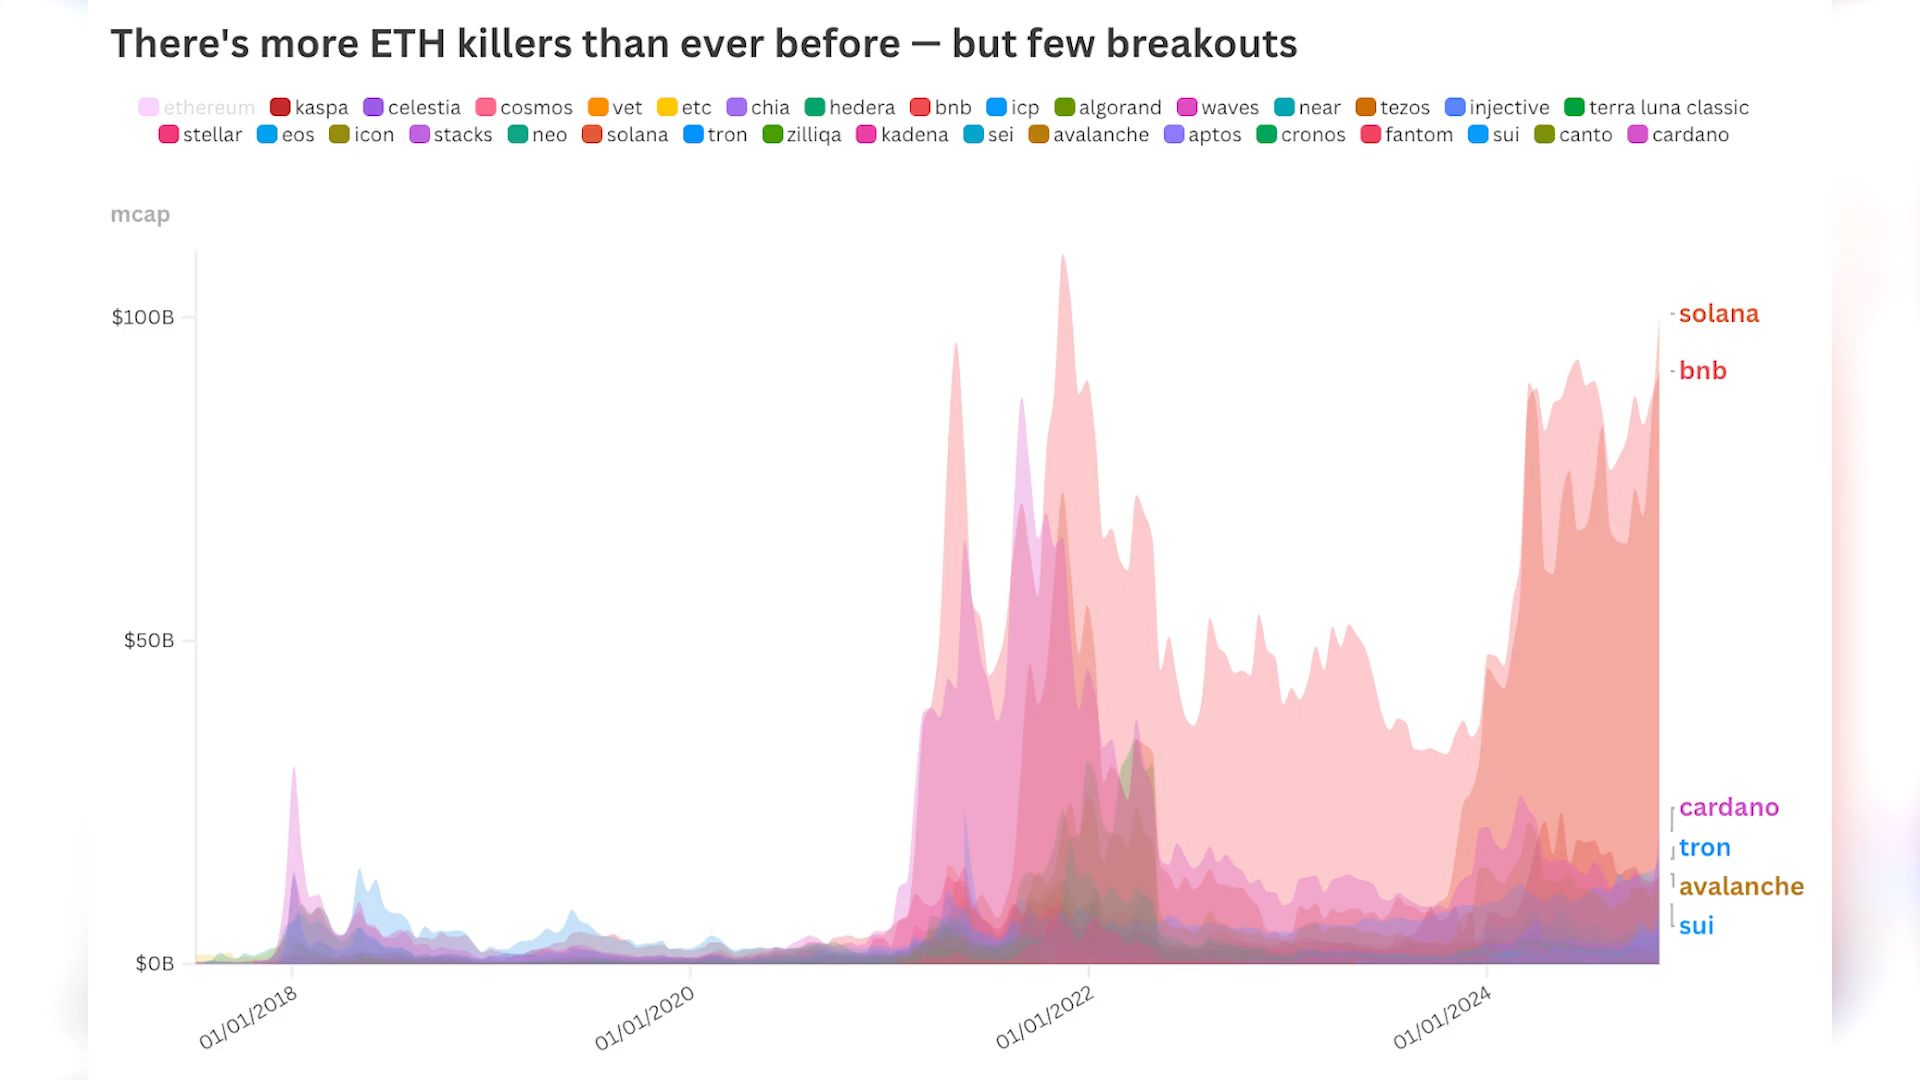 There's more ETH killers than ever before — but few breakouts
ethereum kaspa celestia cosmos vet etc chia hedera bnb icp algorand waves near tezos injective terra luna classic
stellar eos icon stacks neo solana tron zilliqa kadena sei avalanche aptos cronos fantom sui canto cardano
mcap
$100B
$50B
$0B
solana
bnb
cardano
tron
avalanche
sui
01/01/2018
01/01/2020
01/01/2022
01/01/2024